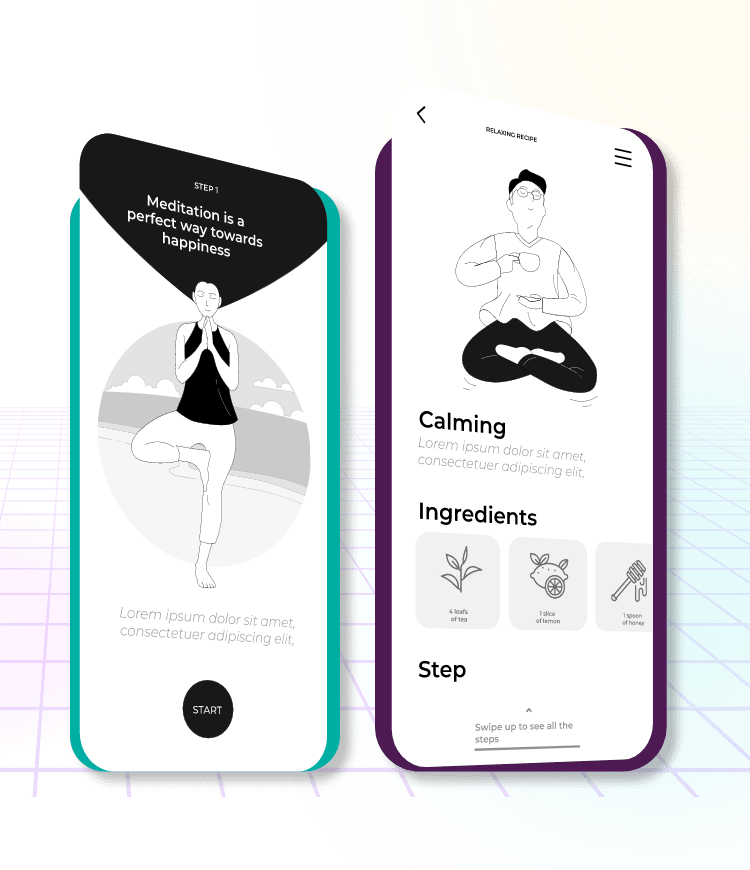 STEP 1
Meditation is a
perfect way towards
happiness
Lorem ipsum dolor sit amet,
consectetuer adipiscing elit,
START
RELAXING RECIPE
Calming
Lorem ipsum dolor sit amet,
consectetuer adipiscing elit,
Ingredients
4 leafs
of tea
1 slice
of lemon
1 spoon
of honey
Step
Swipe up to see all the
steps